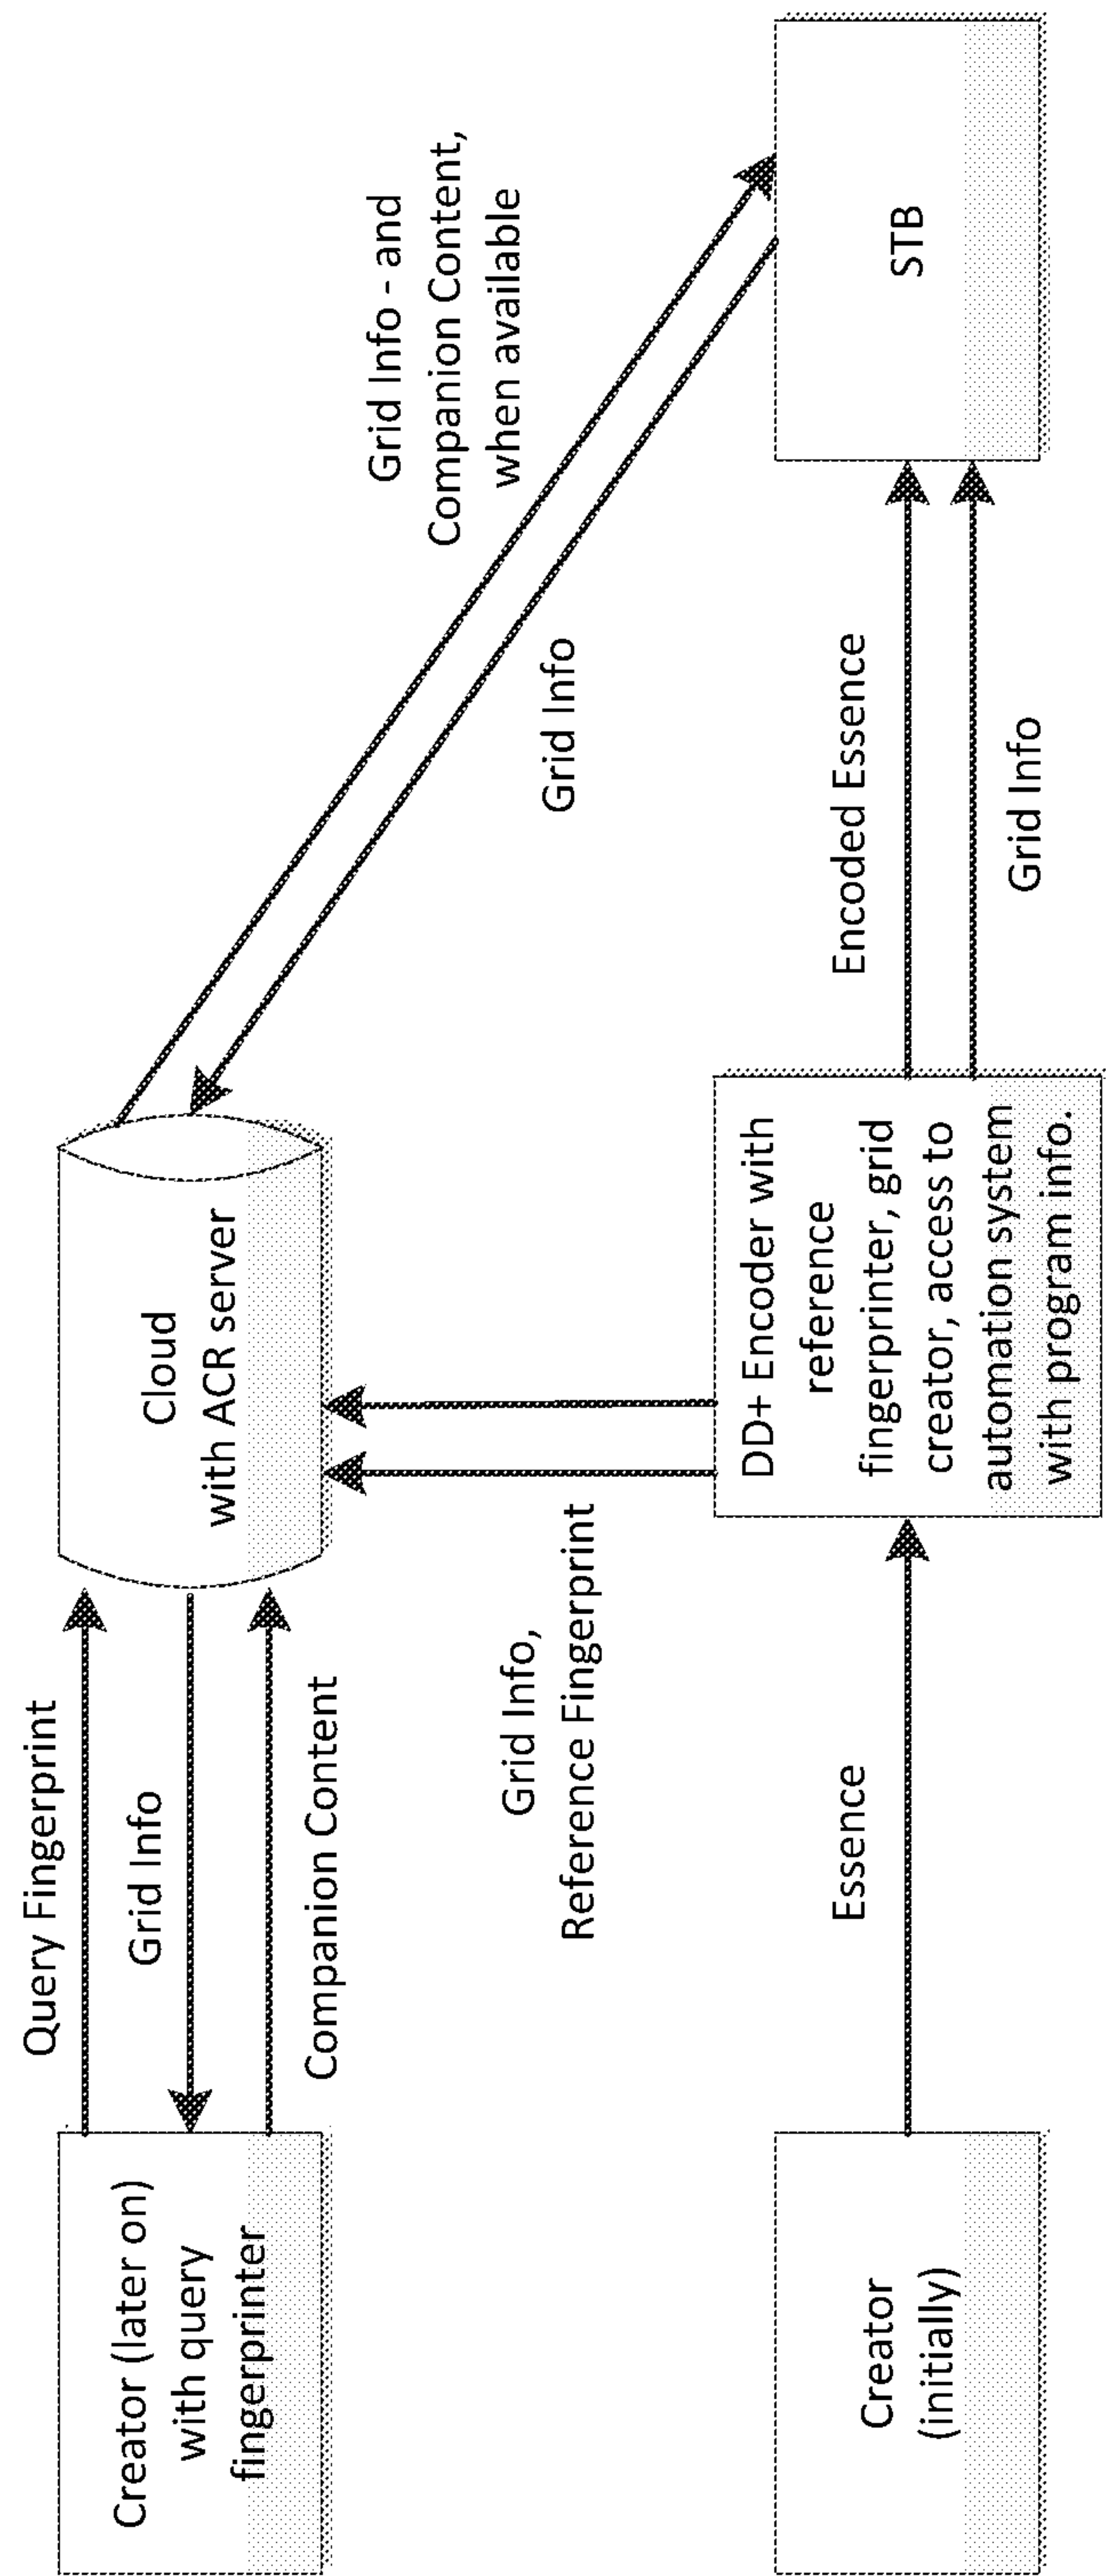 Creator (later on)
with query
fingerprinter
Query Fingerprint
Grid Info
Companion Content
Cloud
with ACR server
Grid Info - and
Companion Content,
when available
Grid Info
Grid Info,
Reference Fingerprint
Creator
(initially)
Essence
DD+ Encoder with
reference
fingerprinter, grid
creator, access to
automation system
with program info.
Encoded Essence
Grid Info
STB